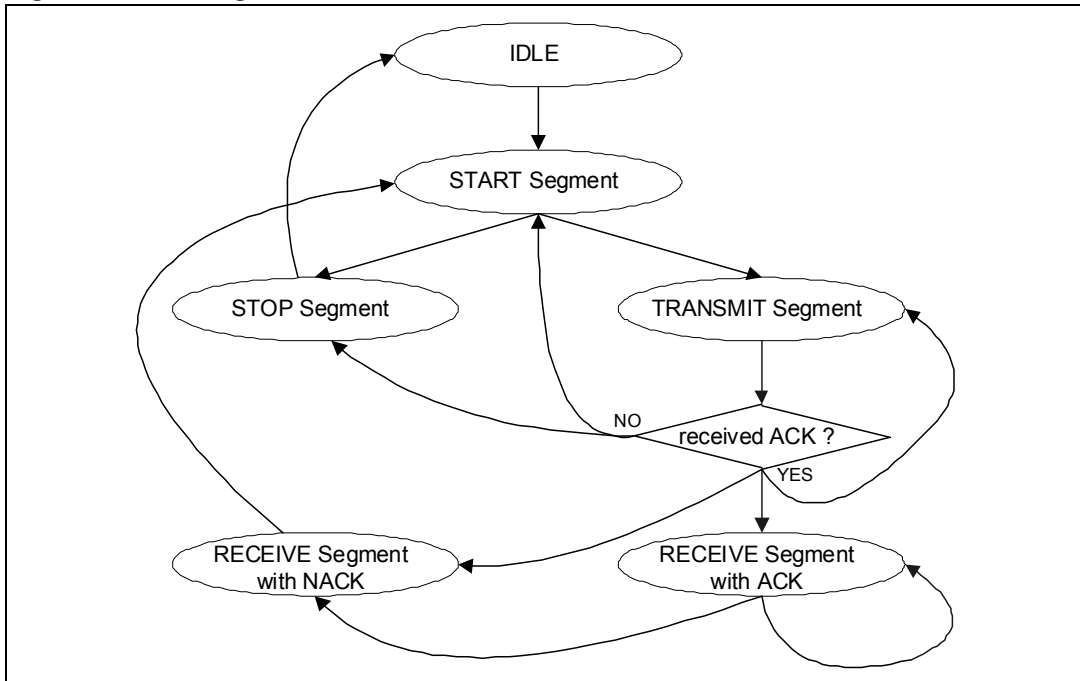 IDLE
START Segment
STOP Segment
TRANSMIT Segment
NO
received ACK ?
YES
RECEIVE Segment
with NACK
RECEIVE Segment
with ACK